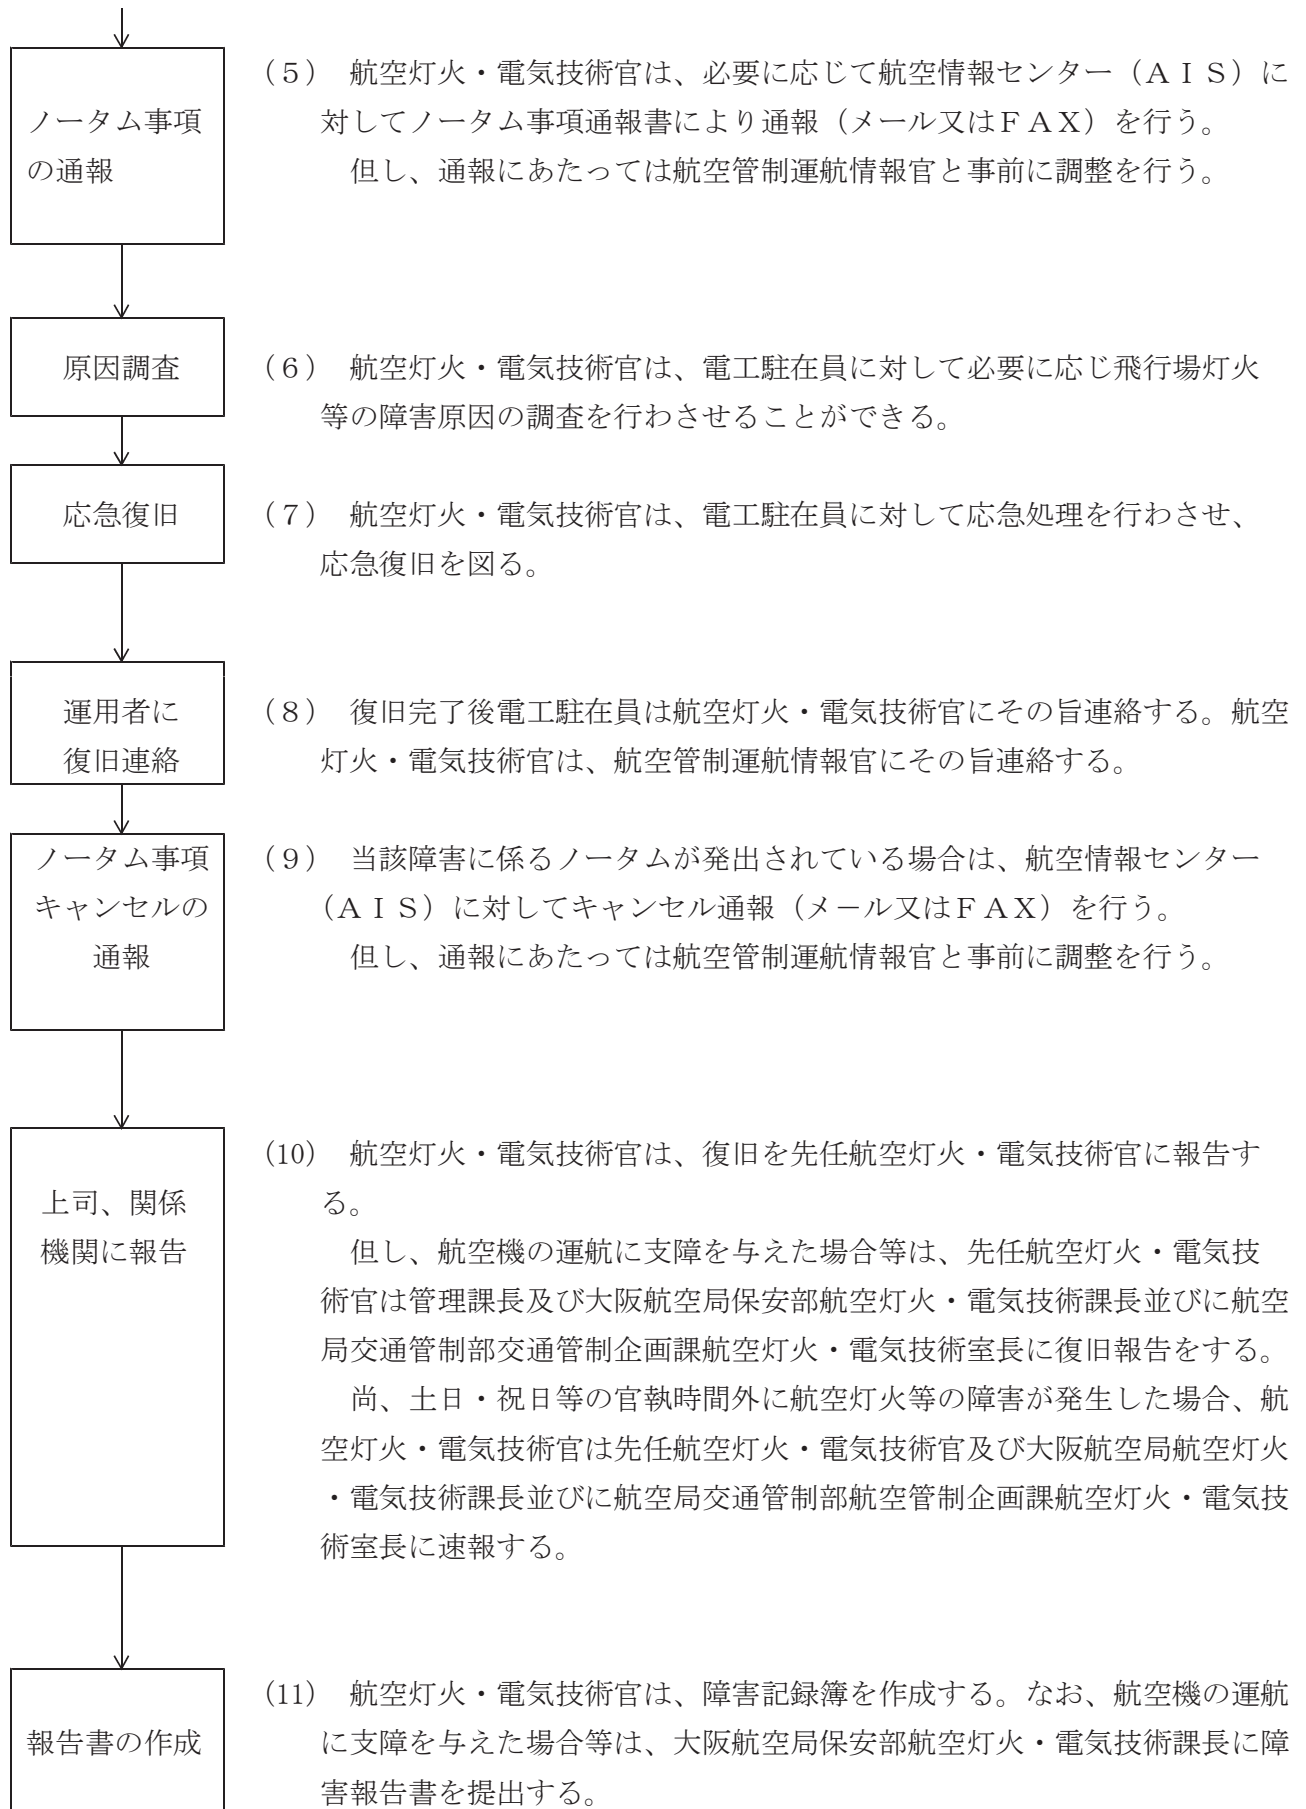 ノータム事項
の通報
（５） 航空灯火・電気技術官は、必要に応じて航空情報センター（ＡＩＳ）に
対してノータム事項通報書により通報（メール又はＦＡＸ）を行う。
但し、通報にあたっては航空管制運航情報官と事前に調整を行う。
原因調査
（６） 航空灯火・電気技術官は、電工駐在員に対して必要に応じ飛行場灯火
等の障害原因の調査を行わさせることができる。
応急復旧
（７） 航空灯火・電気技術官は、電工駐在員に対して応急処理を行わさせ、
応急復旧を図る。
運用者に
復旧連絡
（８） 復旧完了後電工駐在員は航空灯火・電気技術官にその旨連絡する。航空
灯火・電気技術官は、航空管制運航情報官にその旨連絡する。
ノータム事項
キャンセルの
通報
（９） 当該障害に係るノータムが発出されている場合は、航空情報センター
（ＡＩＳ）に対してキャンセル通報（メール又はＦＡＸ）を行う。
但し、通報にあたっては航空管制運航情報官と事前に調整を行う。
上司、関係
機関に報告
(10) 航空灯火・電気技術官は、復旧を先任航空灯火・電気技術官に報告す
る。
但し、航空機の運航に支障を与えた場合等は、先任航空灯火・電気技
術官は管理課長及び大阪航空局保安部航空灯火・電気技術課長並びに航空
局交通管制部交通管制企画課航空灯火・電気技術室長に復旧報告をする。
尚、土日・祝日等の官執時間外に航空灯火等の障害が発生した場合、航
空灯火・電気技術官は先任航空灯火・電気技術官及び大阪航空局航空灯火
・電気技術課長並びに航空局交通管制部航空管制企画課航空灯火・電気技
術室長に速報する。
報告書の作成
(11) 航空灯火・電気技術官は、障害記録簿を作成する。なお、航空機の運航
に支障を与えた場合等は、大阪航空局保安部航空灯火・電気技術課長に障
害報告書を提出する。